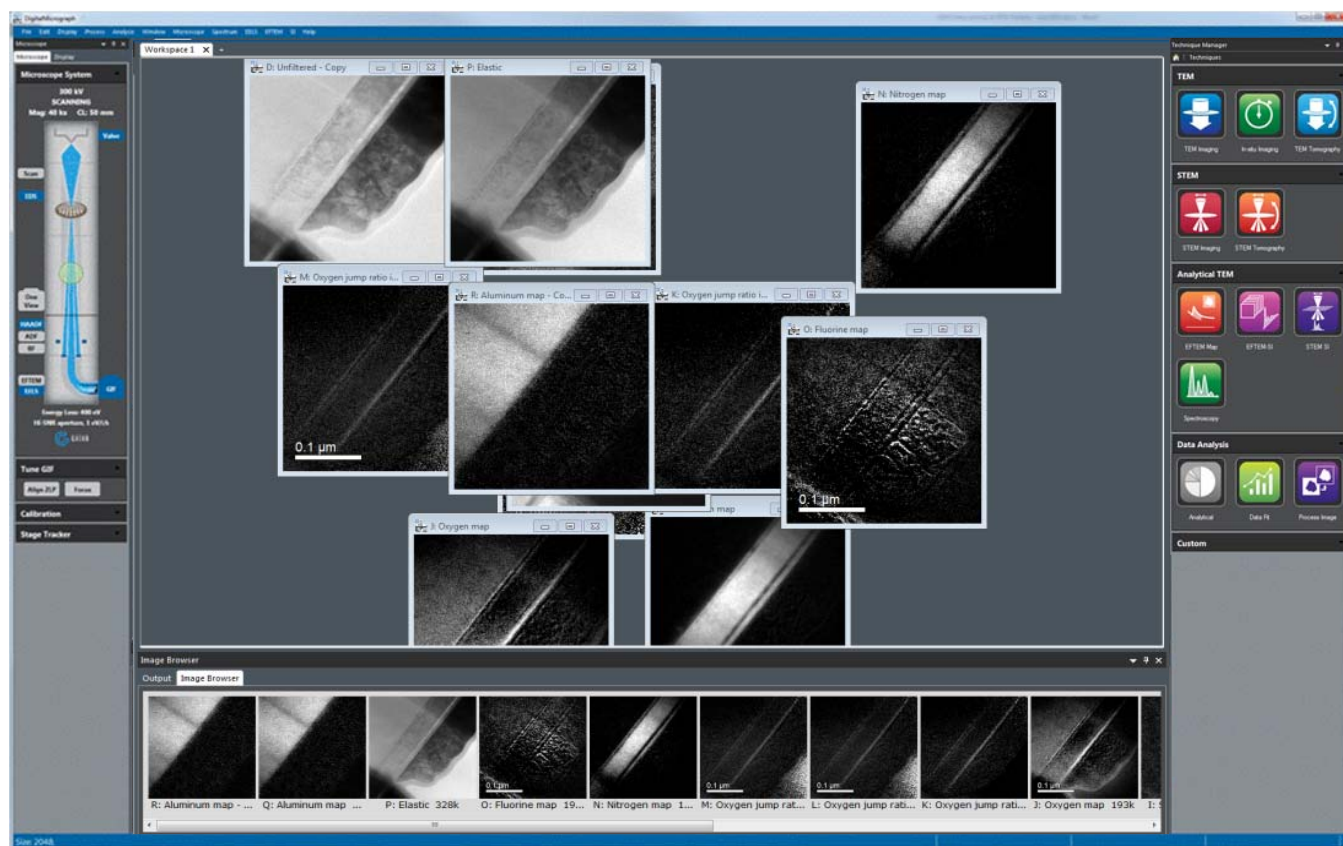 DigitalMicrograph
File Edit Display Process Analysis Window Microscope Spectrum EELS EFTEM SI Help
Microscope
Microscope Display
Microscope System
300 kV
SCANNING
Mag: 40 kx CL: 50 mm
Valve
Scan
EDS
One
View
HAADF
ADF
BF
EFTEM
EELS
GIF
Energy Loss: 400 eV
GATAN
Tune GIF
Align ZLP Focus
Calibration
Stage Tracker
Workspace 1
D: Unfiltered - Copy
P: Elastic
N: Nitrogen map
M: Oxygen jump ratio i...
0.1 µm
R: Aluminum map - Co...
K: Oxygen jump ratio i...
O: Fluorine map
0.1 µm
J: Oxygen map
map
Image Browser
Output Image Browser
0.1 µm
0.1 µm
0.1 µm
0.1 µm
0.1 µm
R: Aluminum map - ... Q: Aluminum map ... P: Elastic 328k O: Fluorine map 19... N: Nitrogen map 1... M: Oxygen jump rat... L: Oxygen jump rati... K: Oxygen jump rati... J: Oxygen map 193k I: S
Technique Manager
Techniques
TEM
TEM Imaging In-situ Imaging TEM Tomography
STEM
STEM Imaging STEM Tomography
Analytical TEM
EFTEM Map EFTEM-SI STEM SI
Spectroscopy
Data Analysis
Analytical Data Fit Process Image
Custom